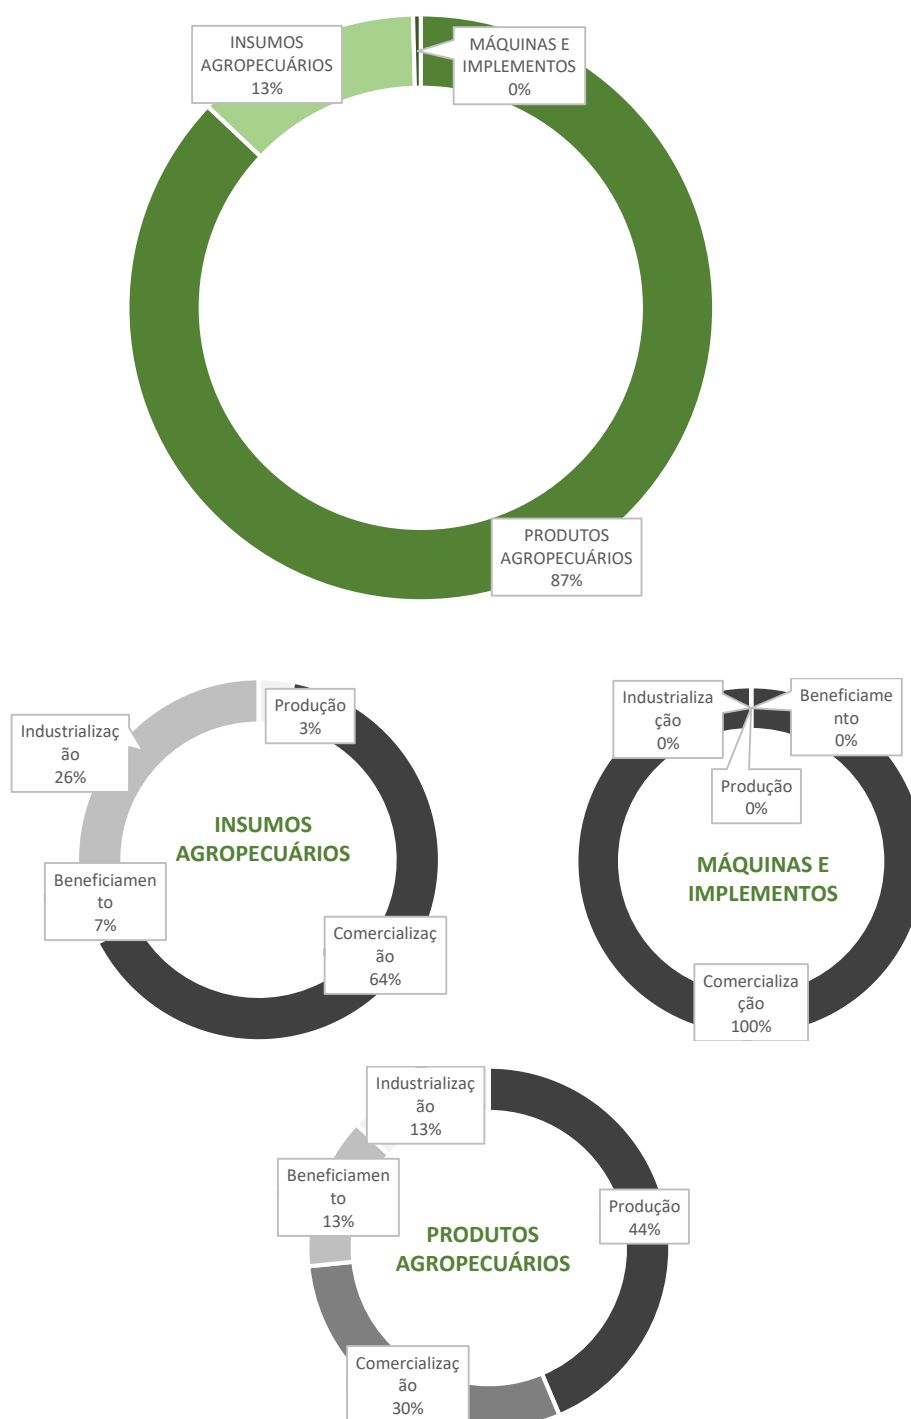 INSUMOS
AGROPECUÁRIOS
13%
MÁQUINAS E
IMPLEMENTOS
0%
PRODUTOS
AGROPECUÁRIOS
87%
Produção
3%
Industrializaç
ão
26%
INSUMOS
AGROPECUÁRIOS
Beneficiamen
to
7%
Comercializaç
ão
64%
Industrializa
ção
0%
Beneficiame
nto
0%
Produção
0%
MÁQUINAS E
IMPLEMENTOS
Comercializa
ção
100%
Industrializaç
ão
13%
Beneficiamen
to
13%
Produção
44%
PRODUTOS
AGROPECUÁRIOS
Comercializaç
ão
30%